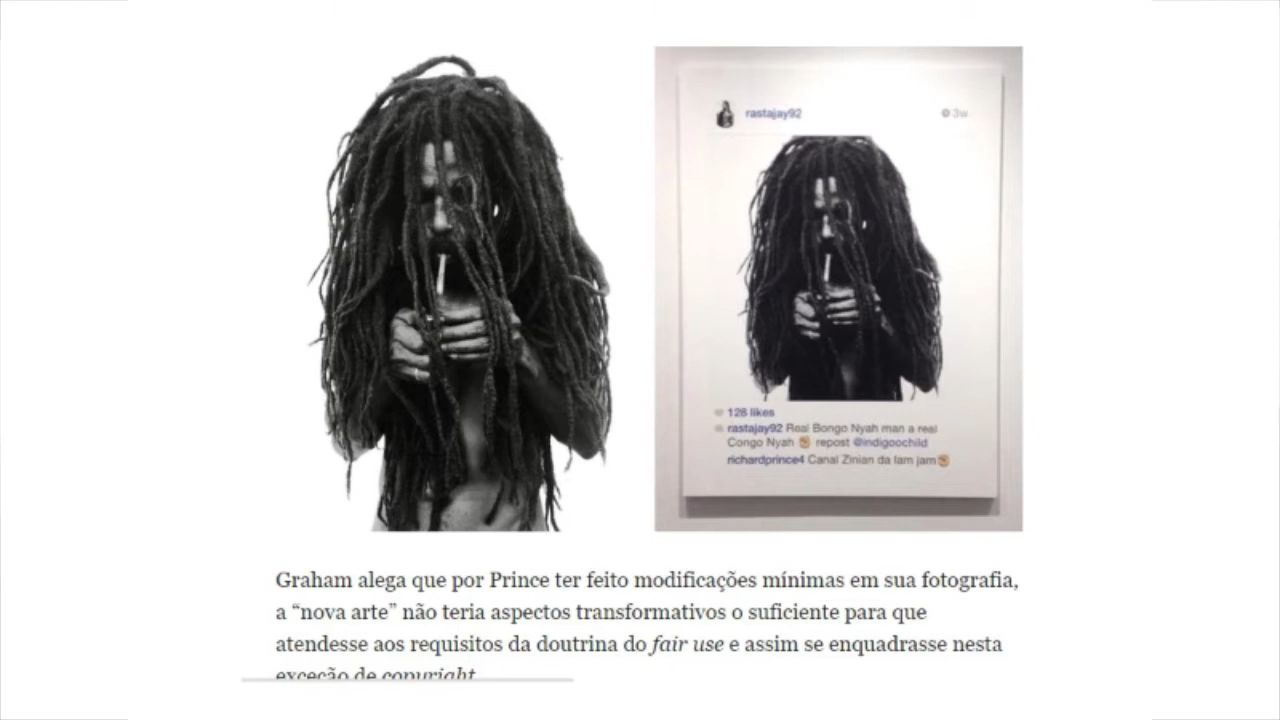 rastajay92 3w
128 likes
rastajay92 Real Bongo Nyah man a real
Congo Nyah repost @indigoochild
richardprince4 Canal Zinian da lam jam
Graham alega que por Prince ter feito modificações mínimas em sua fotografia,
a “nova arte” não teria aspectos transformativos o suficiente para que
atendesse aos requisitos da doutrina do fair use e assim se enquadrasse nesta
exceção de copyright